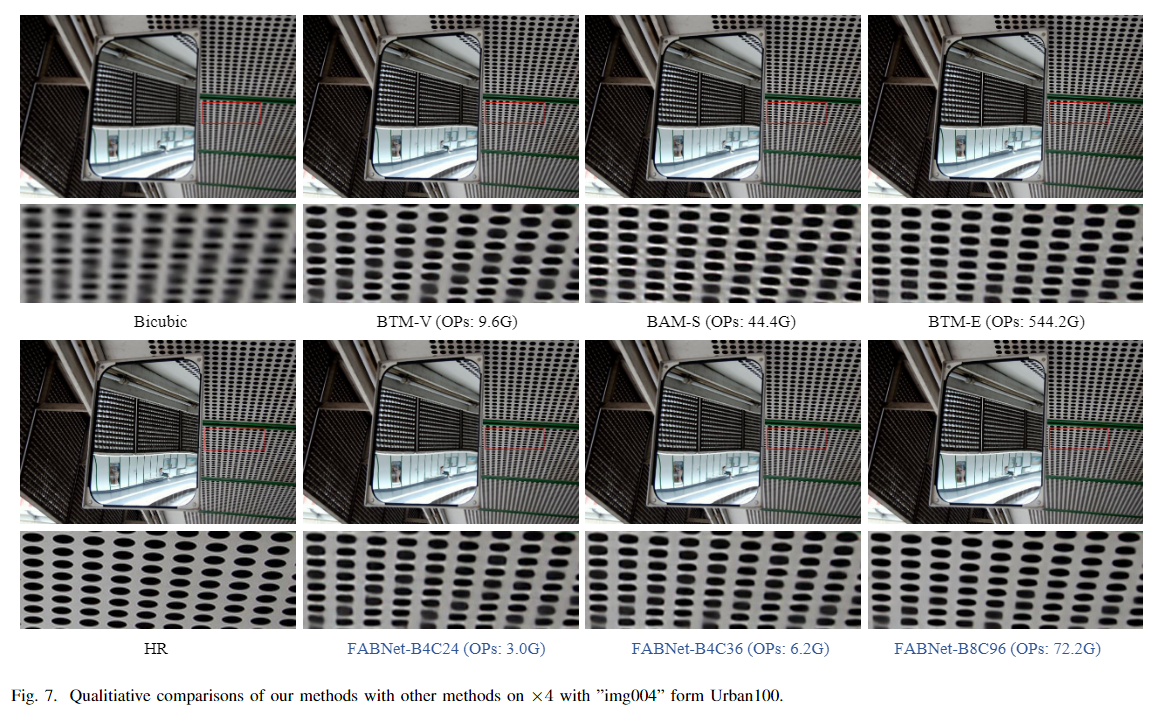 Bicubic
BTM-V (OPs: 9.6G)
BAM-S (OPs: 44.4G)
BTM-E (OPs: 544.2G)
HR
FABNet-B4C24 (OPs: 3.0G)
FABNet-B4C36 (OPs: 6.2G)
FABNet-B8C96 (OPs: 72.2G)
Fig. 7. Qualitiative comparisons of our methods with other methods on ×4 with ”img004” form Urban100.